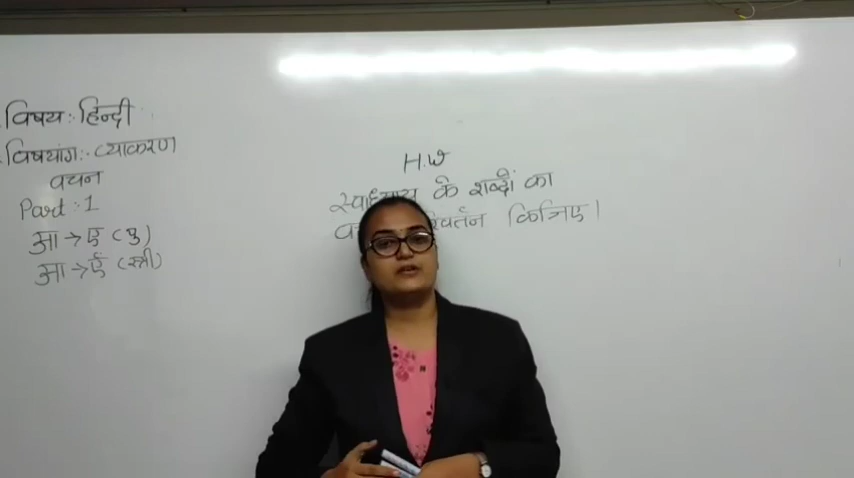 विषय:- हिन्दी
विषयांग:- व्याकरण
वचन
Part : 1
आ → ए (पु)
आ → एँ (स्त्री)
H.W
स्वाध्याय के शब्दों का
किजिए।